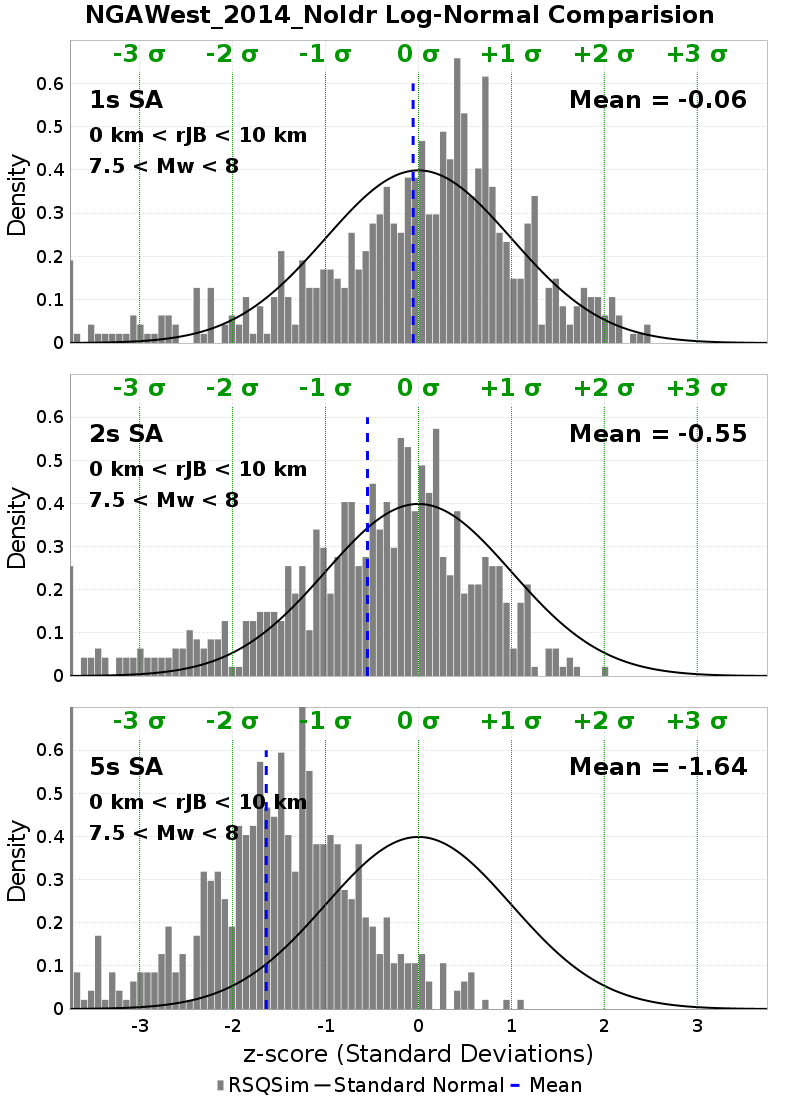 NGAWest_2014_NoIdr Log-Normal Comparision
-3 σ -2 σ -1 σ 0 σ +1 σ +2 σ +3 σ
1s SA Mean = -0.06
0 km < rJB < 10 km
7.5 < Mw < 8
Density
0.6
0.5
0.4
0.3
0.2
0.1
0
-3 σ -2 σ -1 σ 0 σ +1 σ +2 σ +3 σ
2s SA Mean = -0.55
0 km < rJB < 10 km
7.5 < Mw < 8
Density
0.6
0.5
0.4
0.3
0.2
0.1
0
-3 σ -2 σ -1 σ 0 σ +1 σ +2 σ +3 σ
5s SA Mean = -1.64
0 km < rJB < 10 km
7.5 < Mw < 8
Density
0.6
0.5
0.4
0.3
0.2
0.1
0
-3 -2 -1 0 1 2 3
z-score (Standard Deviations)
RSQSim Standard Normal Mean